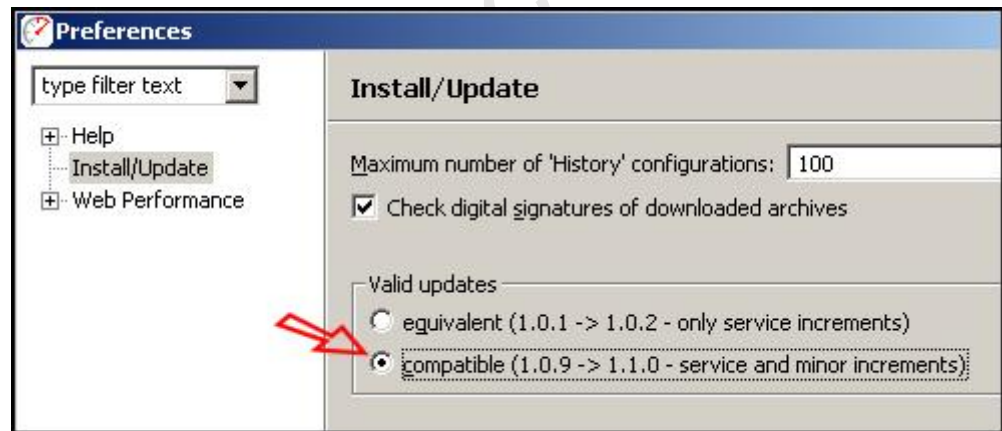 Preferences
type filter text
Help
Install/Update
Web Performance
Install/Update
Maximum number of 'History' configurations: 100
Check digital signatures of downloaded archives
Valid updates
equivalent (1.0.1 -> 1.0.2 - only service increments)
compatible (1.0.9 -> 1.1.0 - service and minor increments)